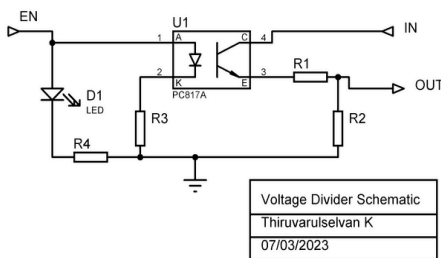 EN
U1
IN
1
A
C
4
R1
OUT
D1
LED
2
K
E
3
PC817A
R3
R2
R4
Voltage Divider Schematic
Thiruvarulselvan K
07/03/2023